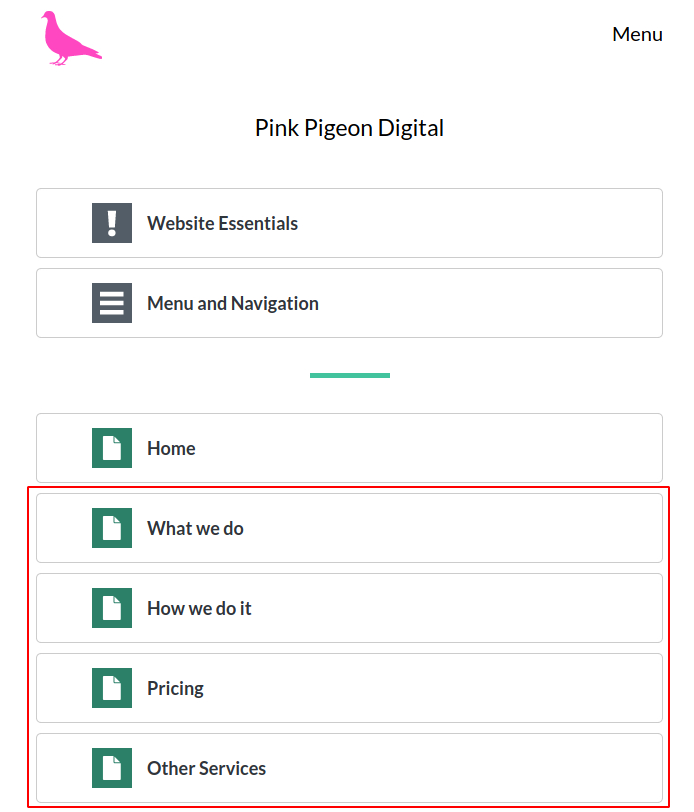 Menu
Pink Pigeon Digital
Website Essentials
Menu and Navigation
Home
What we do
How we do it
Pricing
Other Services